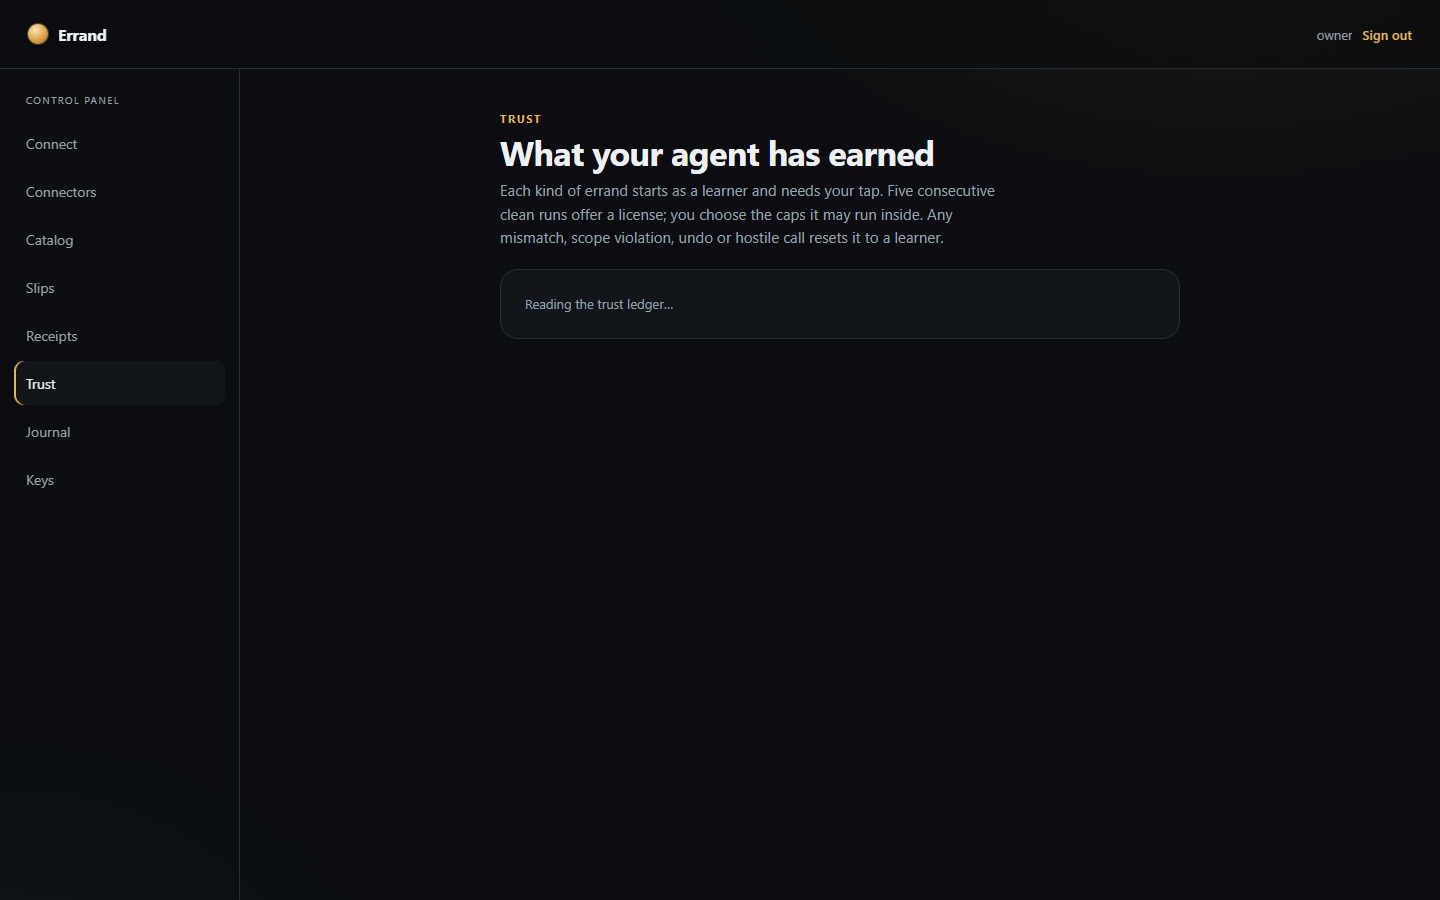 Errand
owner Sign out
CONTROL PANEL
Connect
Connectors
Catalog
Slips
Receipts
Trust
Journal
Keys
TRUST
What your agent has earned
Each kind of errand starts as a learner and needs your tap. Five consecutive
clean runs offer a license; you choose the caps it may run inside. Any
mismatch, scope violation, undo or hostile call resets it to a learner.
Reading the trust ledger...